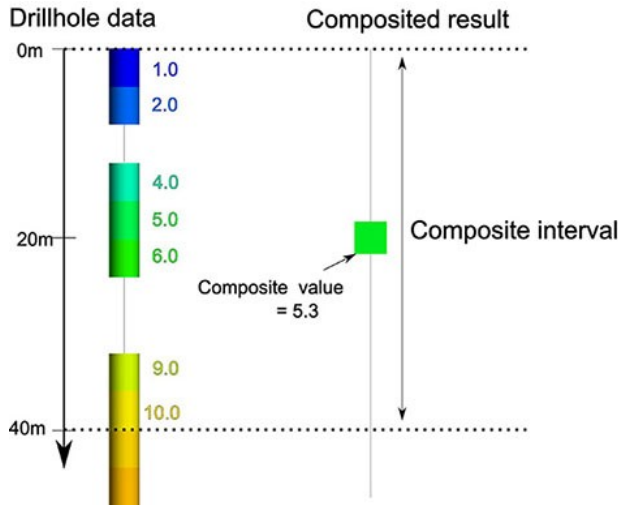 Drillhole data
Composited result
0m
1.0
2.0
4.0
5.0
20m
6.0
Composite interval
Composite value
= 5.3
9.0
10.0
40m